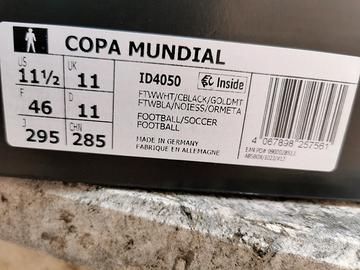 COPA MUNDIAL
US
11½
UK
11
F
46
D
11
J
295
CHN
285
ID4050
Inside
FTWWHT/CBLACK/GOLDMT
FTWBLA/NOIESS/ORMETA
FOOTBALL/SOCCER
FOOTBALL
MADE IN GERMANY
FABRIQUE EN ALLEMAGNE
4 067898 257561